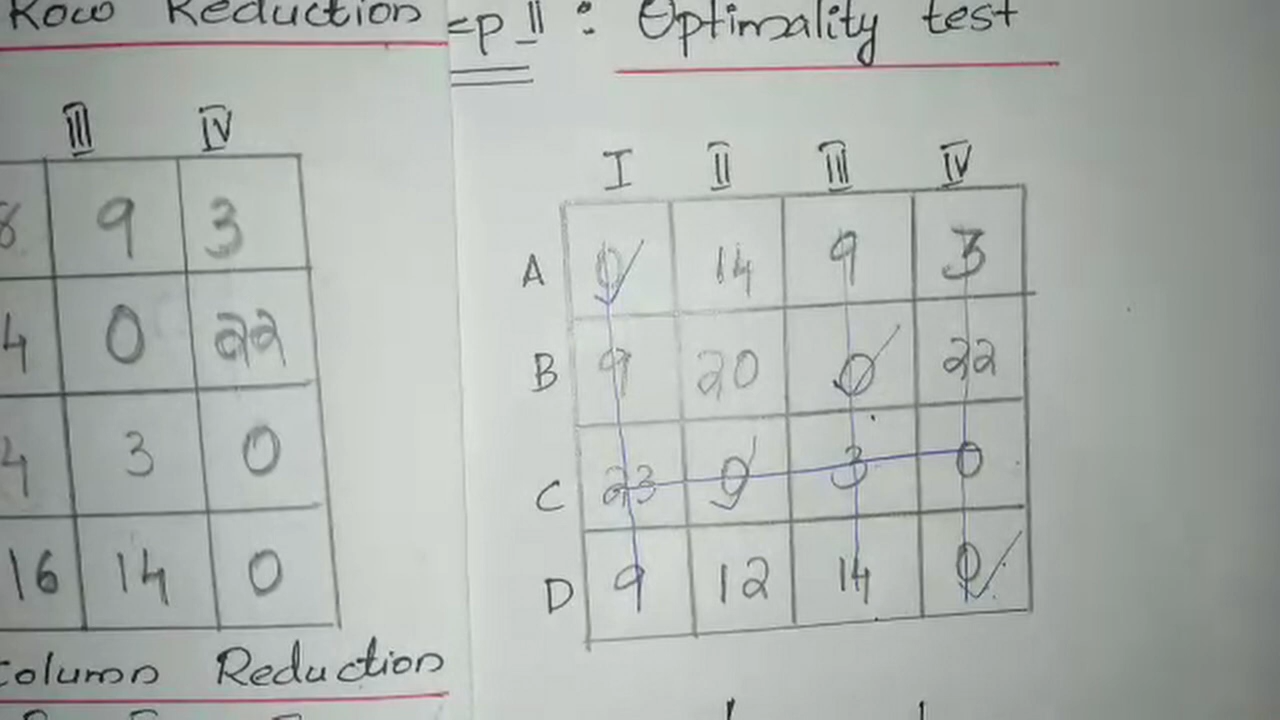 Row Reduction
III IV
8 9 3
4 0 22
4 3 0
16 14 0
Column Reduction
=p II : Optimality test
I II III IV
A 0 14 9 3
B 9 20 0 22
C 23 0 3 0
D 9 12 14 0